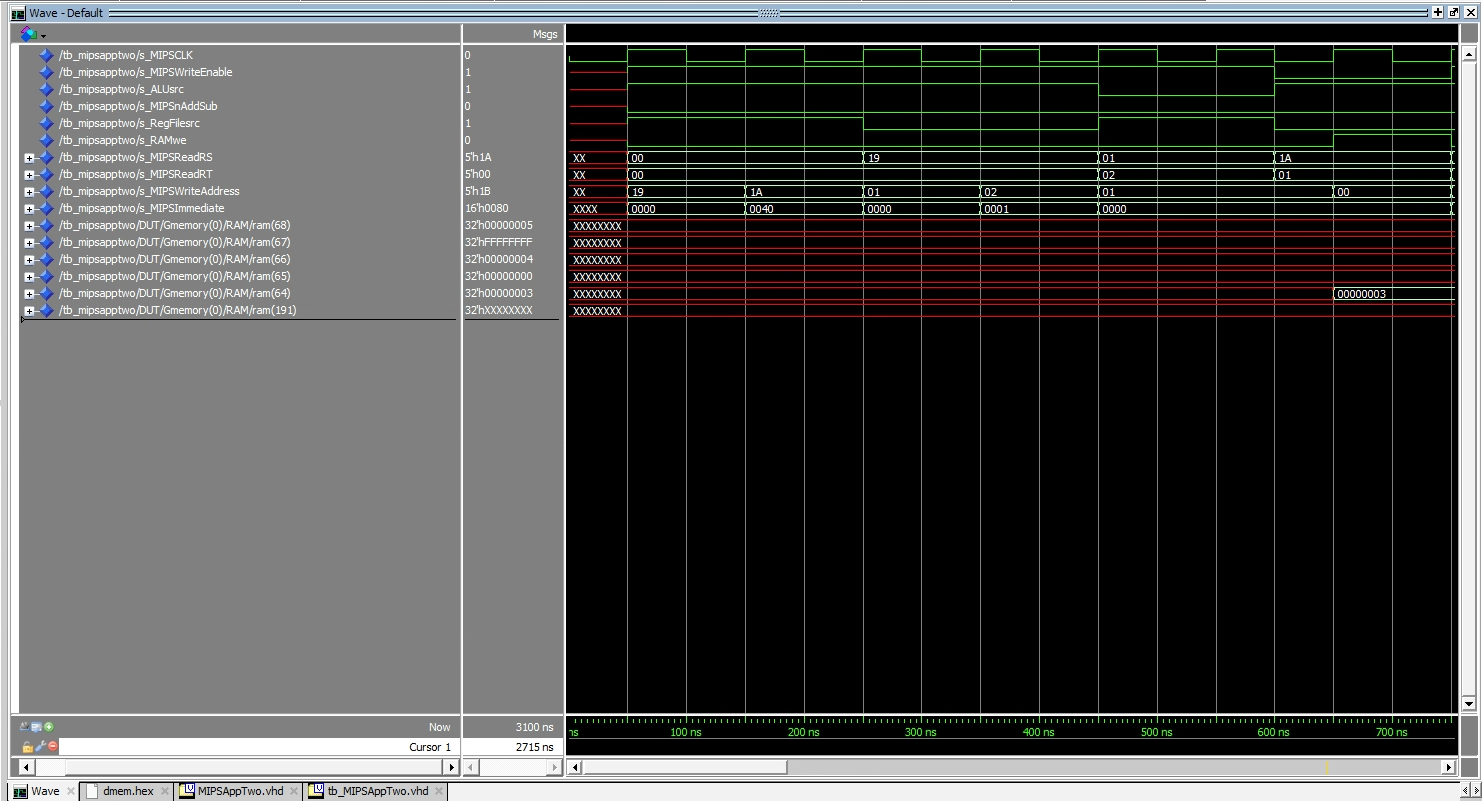 Wave - Default
Msgs
/tb_mipsapptwo/s_MIPSCLK 0
/tb_mipsapptwo/s_MIPSWriteEnable 1
/tb_mipsapptwo/s_ALUsrc 1
/tb_mipsapptwo/s_MIPSnAddSub 0
/tb_mipsapptwo/s_RegFilesrc 1
/tb_mipsapptwo/s_RAMwe 0
/tb_mipsapptwo/s_MIPSReadRS 5'h1A XX 00 19 01 1A
/tb_mipsapptwo/s_MIPSReadRT 5'h00 XX 00 02 01
/tb_mipsapptwo/s_MIPSWriteAddress 5'h1B XX 19 1A 01 02 01 00
/tb_mipsapptwo/s_MIPSImmediate 16'h0080 XXXX 0000 0040 0000 0001 0000
/tb_mipsapptwo/DUT/Gmemory(0)/RAM/ram(68) 32'h00000005 XXXXXXXX
/tb_mipsapptwo/DUT/Gmemory(0)/RAM/ram(67) 32'hFFFFFFFF XXXXXXXX
/tb_mipsapptwo/DUT/Gmemory(0)/RAM/ram(66) 32'h00000004 XXXXXXXX
/tb_mipsapptwo/DUT/Gmemory(0)/RAM/ram(65) 32'h00000000 XXXXXXXX
/tb_mipsapptwo/DUT/Gmemory(0)/RAM/ram(64) 32'h00000003 XXXXXXXX 00000003
/tb_mipsapptwo/DUT/Gmemory(0)/RAM/ram(191) 32'hXXXXXXXX XXXXXXXX
Now 3100 ns
ns 100 ns 200 ns 300 ns 400 ns 500 ns 600 ns 700 ns
Cursor 1 2715 ns
Wave dmem.hex MIPSAppTwo.vhd tb_MIPSAppTwo.vhd